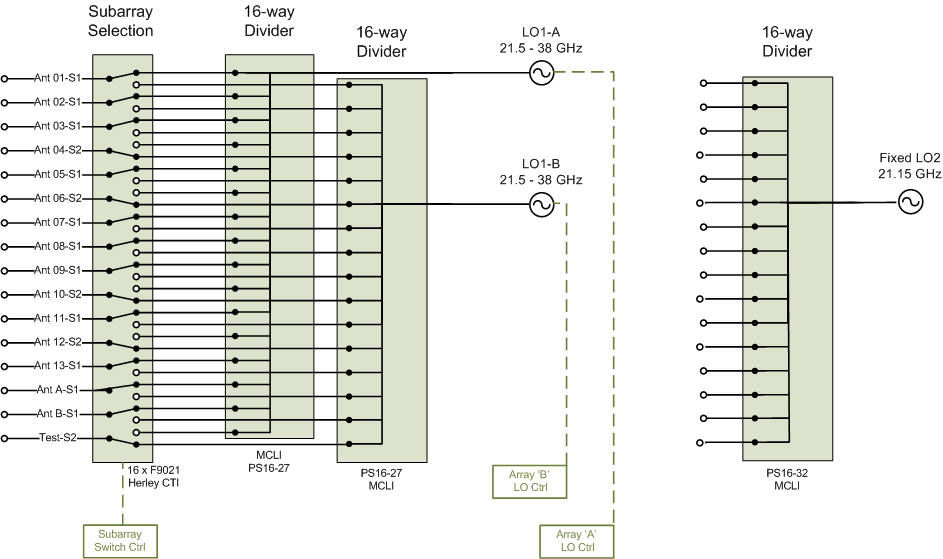 Subarray
Selection
16-way
Divider
16-way
Divider
LO1-A
21.5 - 38 GHz
16-way
Divider
Ant 01-S1
Ant 02-S1
Ant 03-S1
Ant 04-S2
Ant 05-S1
Ant 06-S2
Ant 07-S1
Ant 08-S1
Ant 09-S1
Ant 10-S2
Ant 11-S1
Ant 12-S2
Ant 13-S1
Ant A-S1
Ant B-S1
Test-S2
LO1-B
21.5 - 38 GHz
Fixed LO2
21.15 GHz
16 x F9021
Herley CTI
MCLI
PS16-27
PS16-27
MCLI
PS16-32
MCLI
Array ‘B’
LO Ctrl
Subarray
Switch Ctrl
Array ‘A’
LO Ctrl